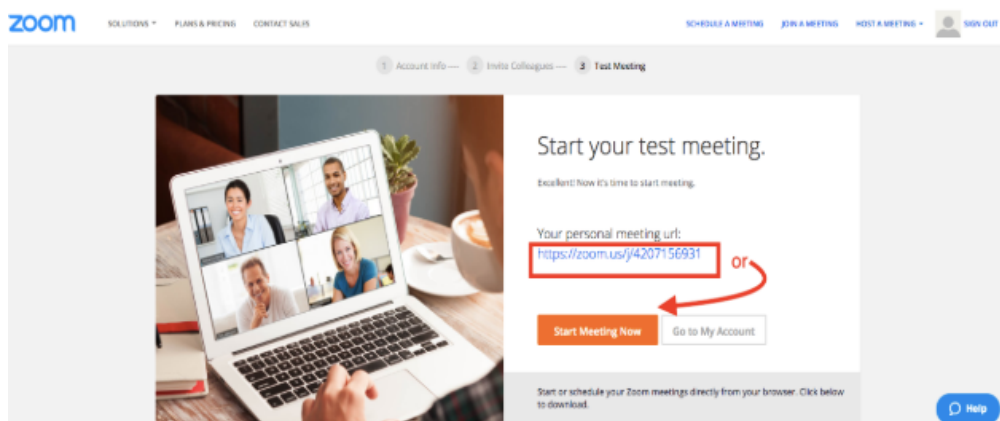 zoom SOLUTIONS PLANS & PRICING CONTACT SALES SCHEDULE A MEETING JOIN A MEETING HOST A MEETING SIGN OUT
1 Account Info — 2 Invite Colleagues — 3 Test Meeting
Start your test meeting.
Excellent! Now it's time to start meeting.
Your personal meeting url:
https://zoom.us/j/4207156931 or
Start Meeting Now Go to My Account
Start or schedule your Zoom meetings directly from your browser. Click below
to download.
Help